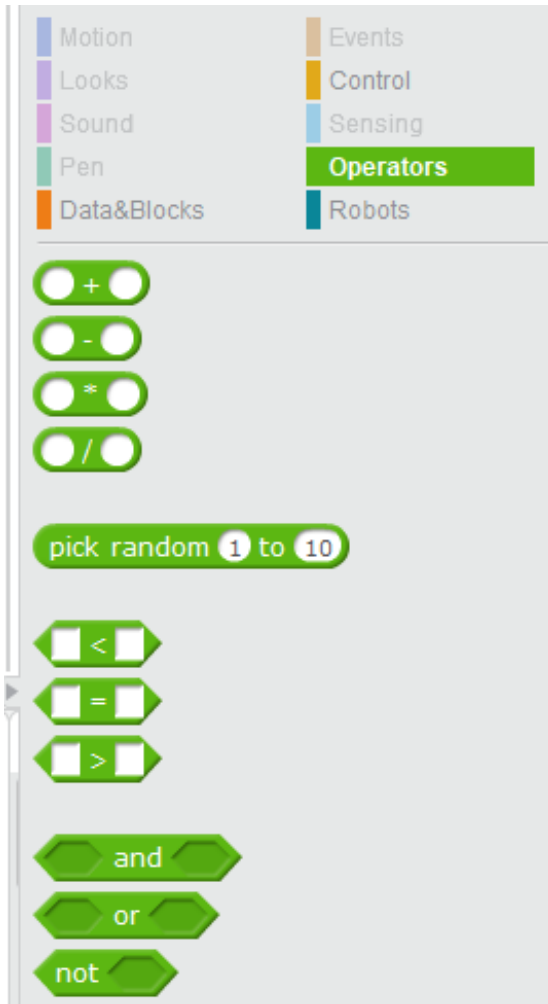 Motion Events
Looks Control
Sound Sensing
Pen Operators
Data&Blocks Robots
+
-
*
/
pick random 1 to 10
<
=
>
and
or
not